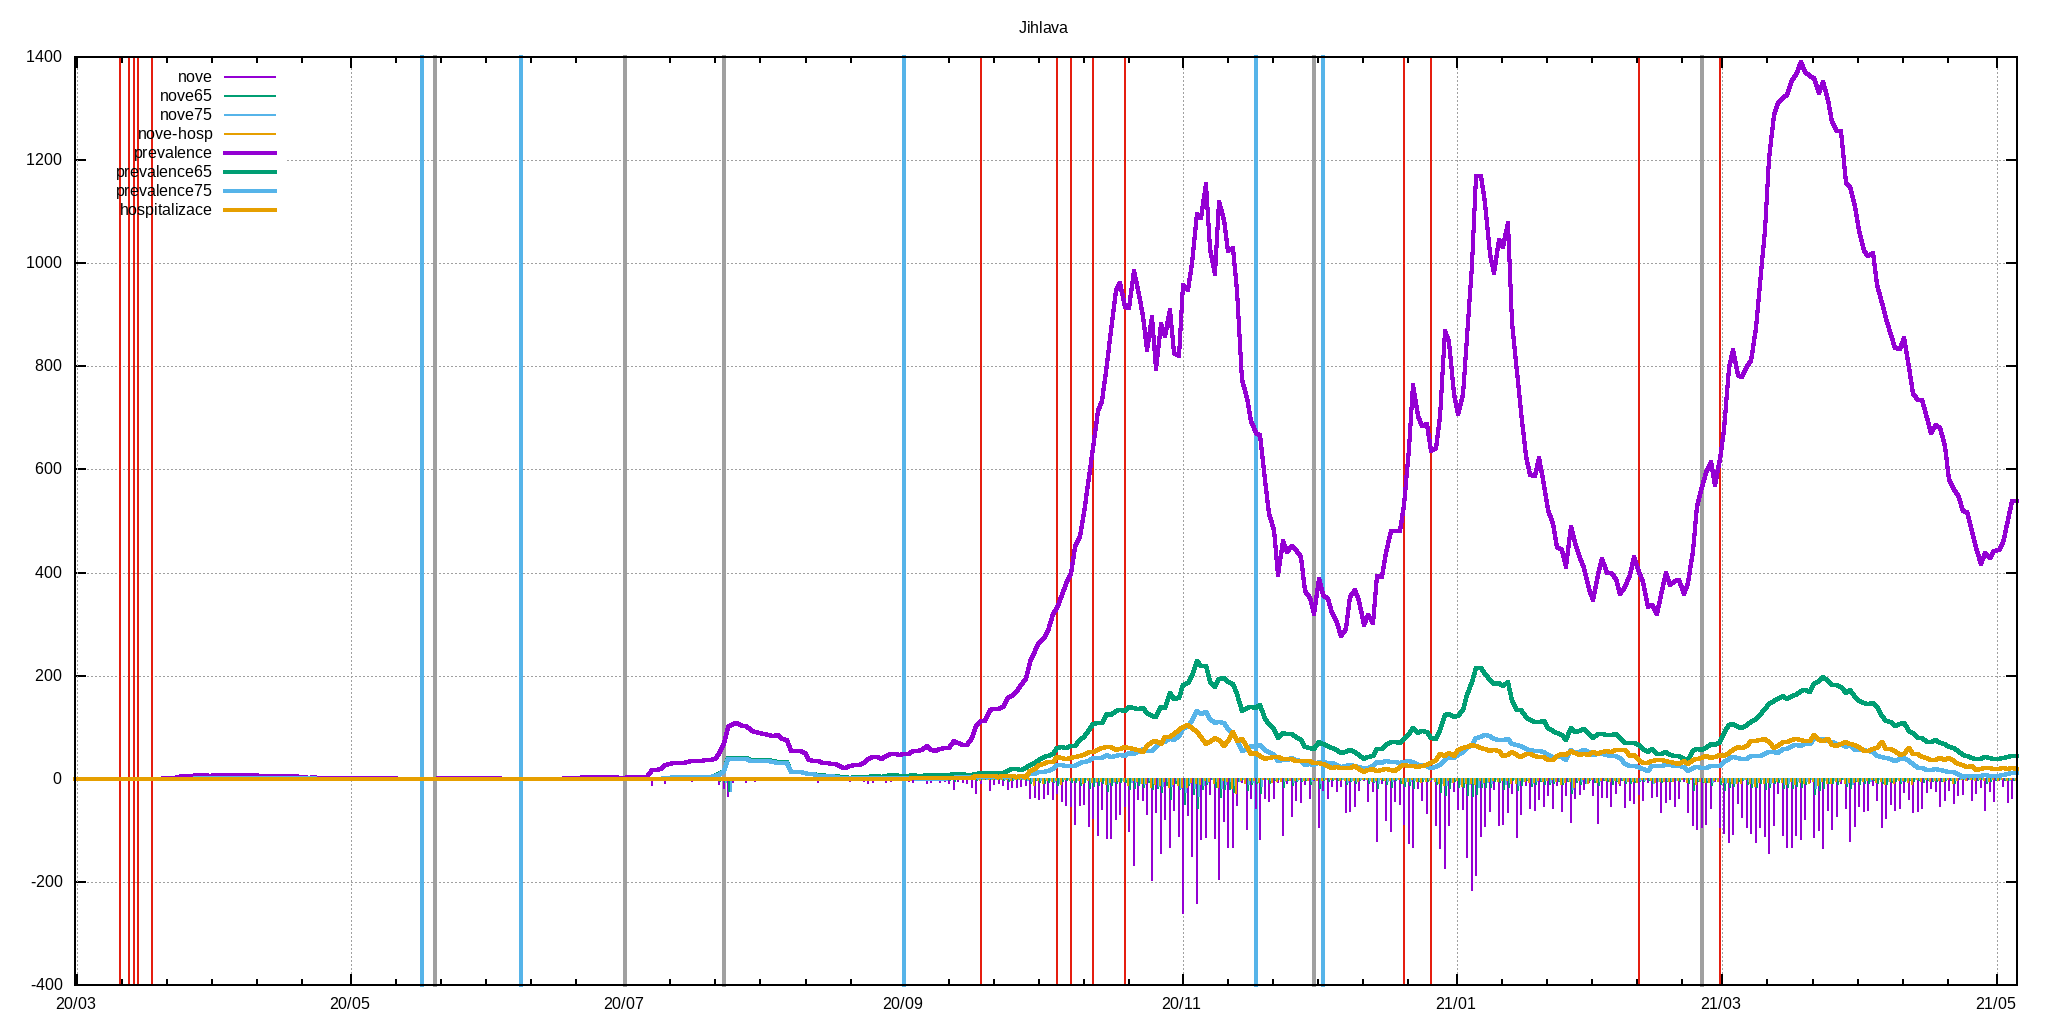 Jihlava
1400
1200
1000
800
600
400
200
0
-200
-400
nove
nove65
nove75
nove-hosp
prevalence
prevalence65
prevalence75
hospitalizace
20/03 20/05 20/07 20/09 20/11 21/01 21/03 21/05